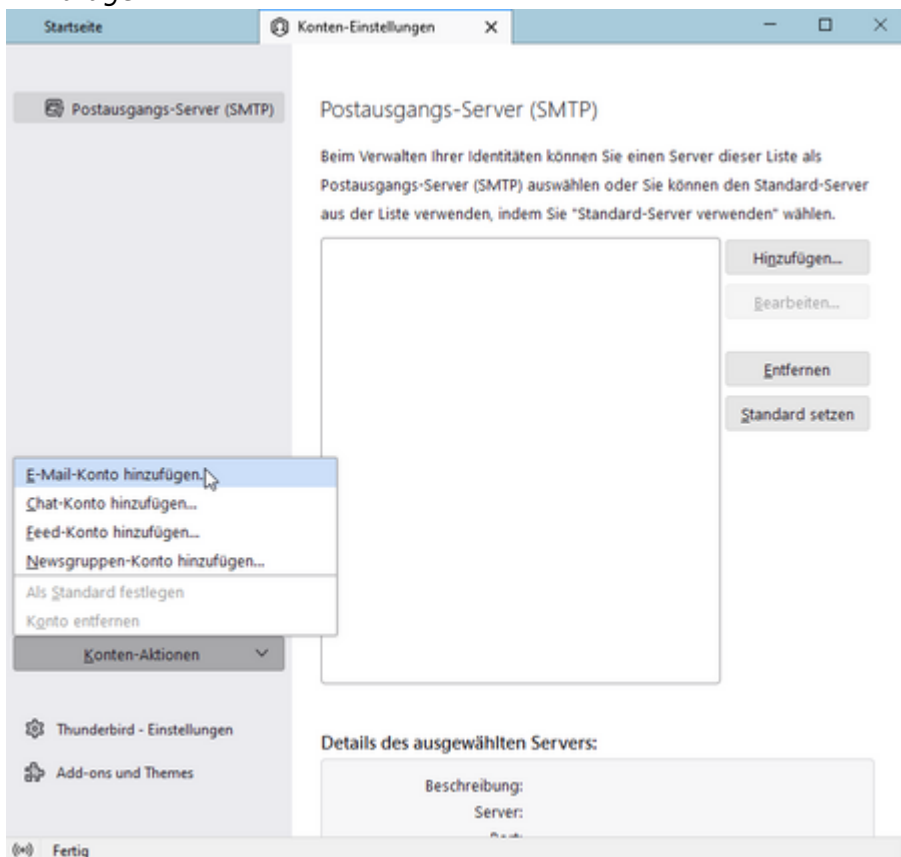 Startseite
Konten-Einstellungen
Postausgangs-Server (SMTP)
Postausgangs-Server (SMTP)
Beim Verwalten Ihrer Identitäten können Sie einen Server dieser Liste als
Postausgangs-Server (SMTP) auswählen oder Sie können den Standard-Server
aus der Liste verwenden, indem Sie "Standard-Server verwenden" wählen.
Hinzufügen...
Bearbeiten...
Entfernen
Standard setzen
E-Mail-Konto hinzufügen...
Chat-Konto hinzufügen...
Feed-Konto hinzufügen...
Newsgruppen-Konto hinzufügen...
Als Standard festlegen
Konto entfernen
Konten-Aktionen
Thunderbird - Einstellungen
Add-ons und Themes
Details des ausgewählten Servers:
Beschreibung:
Server:
Fertig